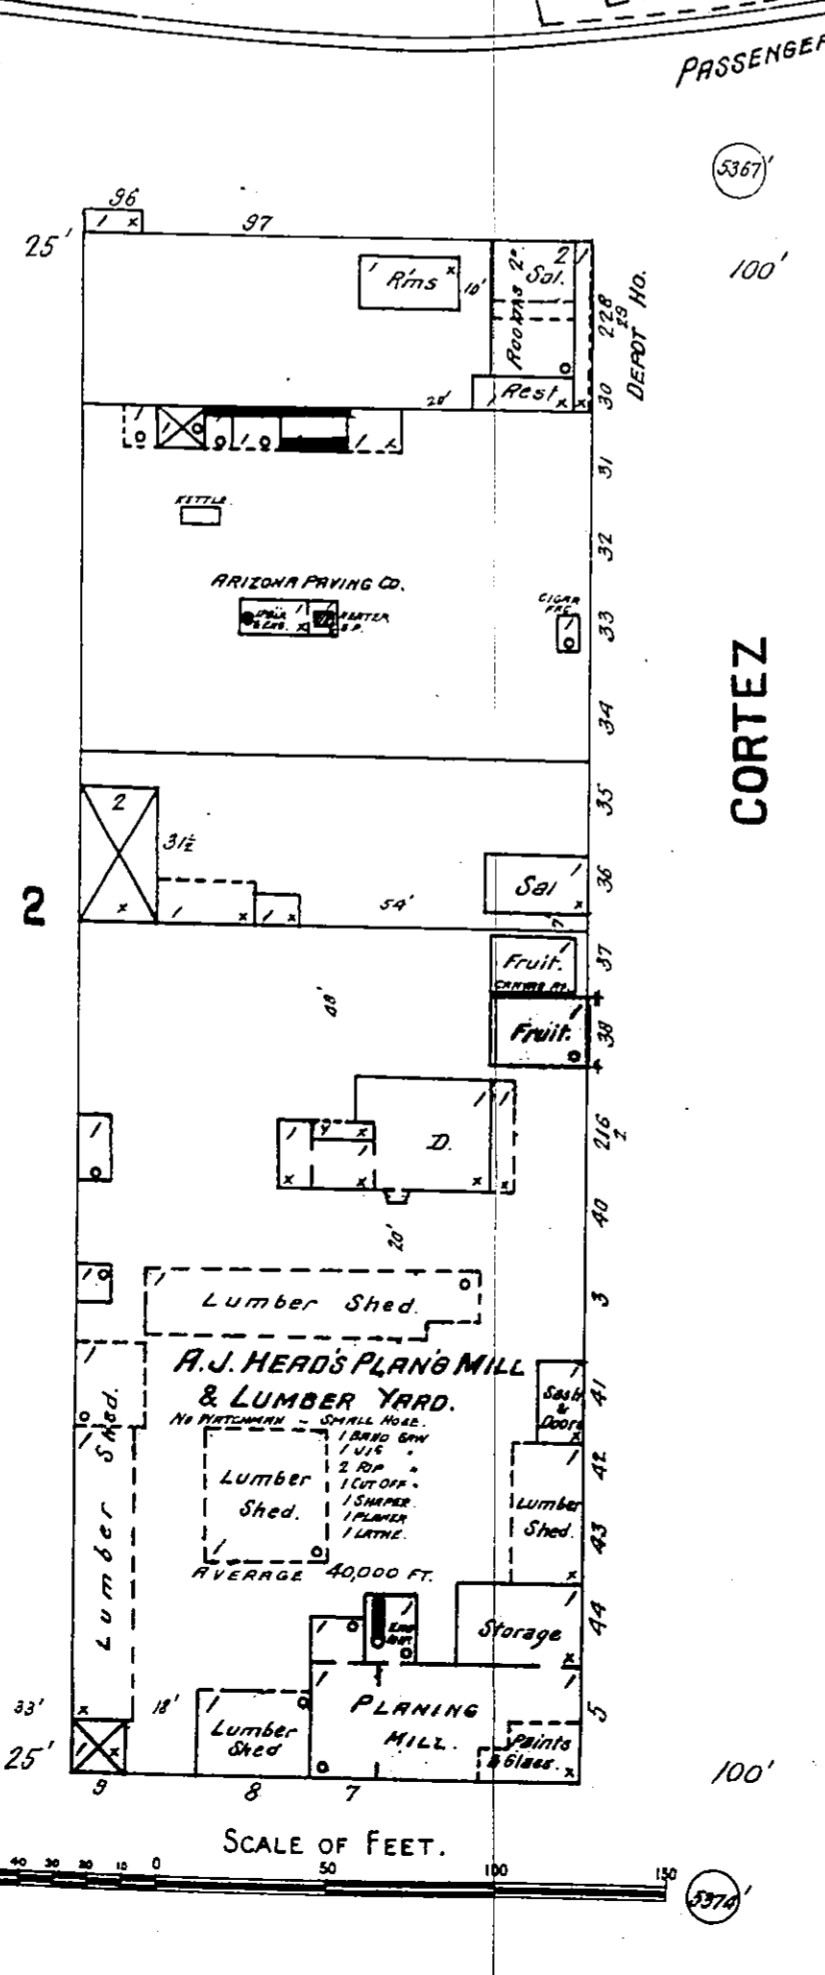 PASSENGER
5367'
96
97
25'
100'
Rms
10'
2
Sal.
Rooms 2°
228
29
DEPOT HO.
Rest.
20'
30
31
KETTLE.
32
ARIZONA PAVING CO.
HEATER
CIGAR
FAC.
33
34
CORTEZ
35
2
31½
36
Sal
54'
2
37
Fruit.
48'
38
Fruit.
216
2
D.
40
20'
3
Lumber Shed.
A.J. HEAD'S PLAN'G MILL
& LUMBER YARD.
NO WATCHMAN ~ SMALL HOSE.
1 BAND SAW
1 JIG "
2 RIP "
1 CUT OFF "
1 SHAPER.
1 PLANER
1 LATHE.
AVERAGE 40,000 FT.
Lumber
Shed.
Lumber Shed.
Sash
&
Doors
41
42
Lumber
Shed.
43
44
Storage
5
PLANING
MILL.
Paints
& Glass.
Lumber
Shed
33'
18'
25'
100'
9
8
7
SCALE OF FEET.
40 30 20 10 0 50 100 150
5374'